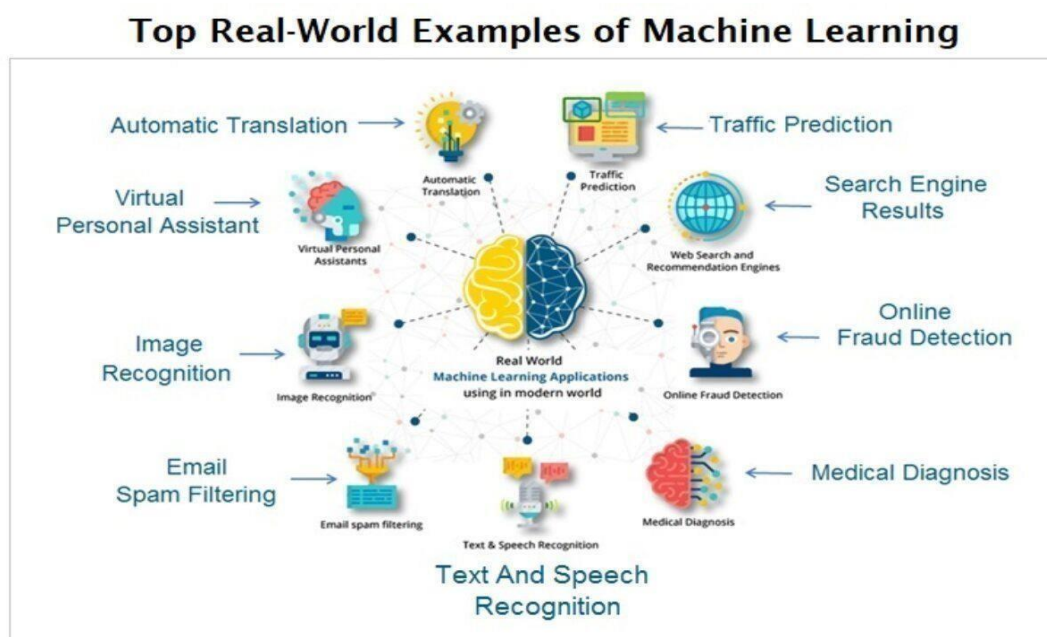 Top Real-World Examples of Machine Learning
Automatic Translation
Automatic
Translation
Traffic
Prediction
Traffic Prediction
Virtual
Personal Assistant
Virtual Personal
Assistants
Web Search and
Recommendation Engines
Search Engine
Results
Image
Recognition
Image Recognition
Real World
Machine Learning Applications
using in modern world
Online Fraud Detection
Online
Fraud Detection
Email
Spam Filtering
Email spam filtering
Text & Speech Recognition
Text And Speech
Recognition
Medical Diagnosis
Medical Diagnosis